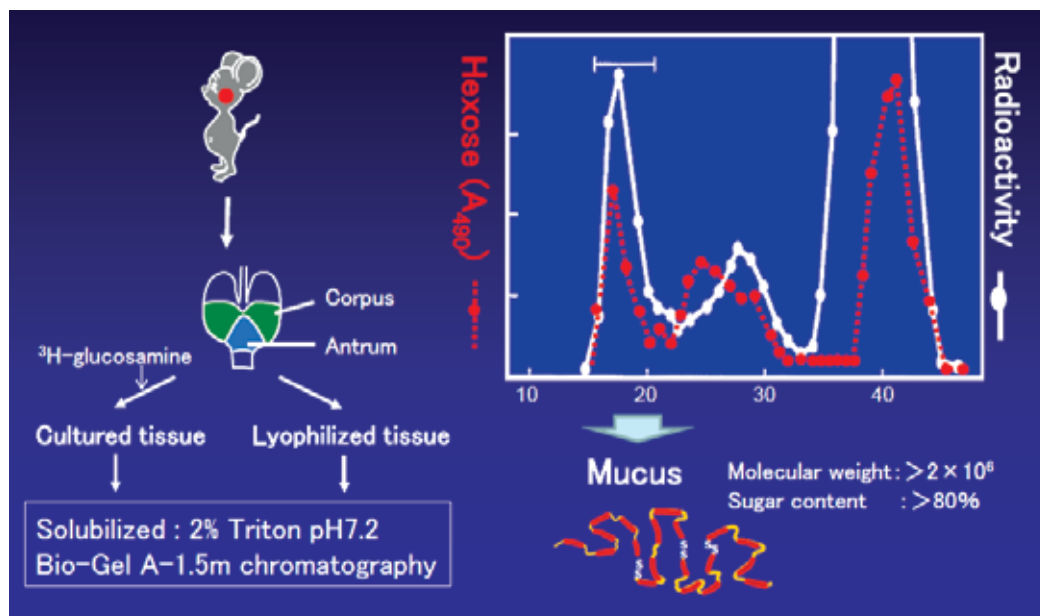 Corpus
Antrum
³H-glucosamine
Cultured tissue
Lyophilized tissue
Solubilized : 2% Triton pH7.2
Bio-Gel A-1.5m chromatography
Hexose (A₄₉₀)
Radioactivity
10 20 30 40
Mucus
Molecular weight : >2×10⁶
Sugar content : >80%
S
S
S
S